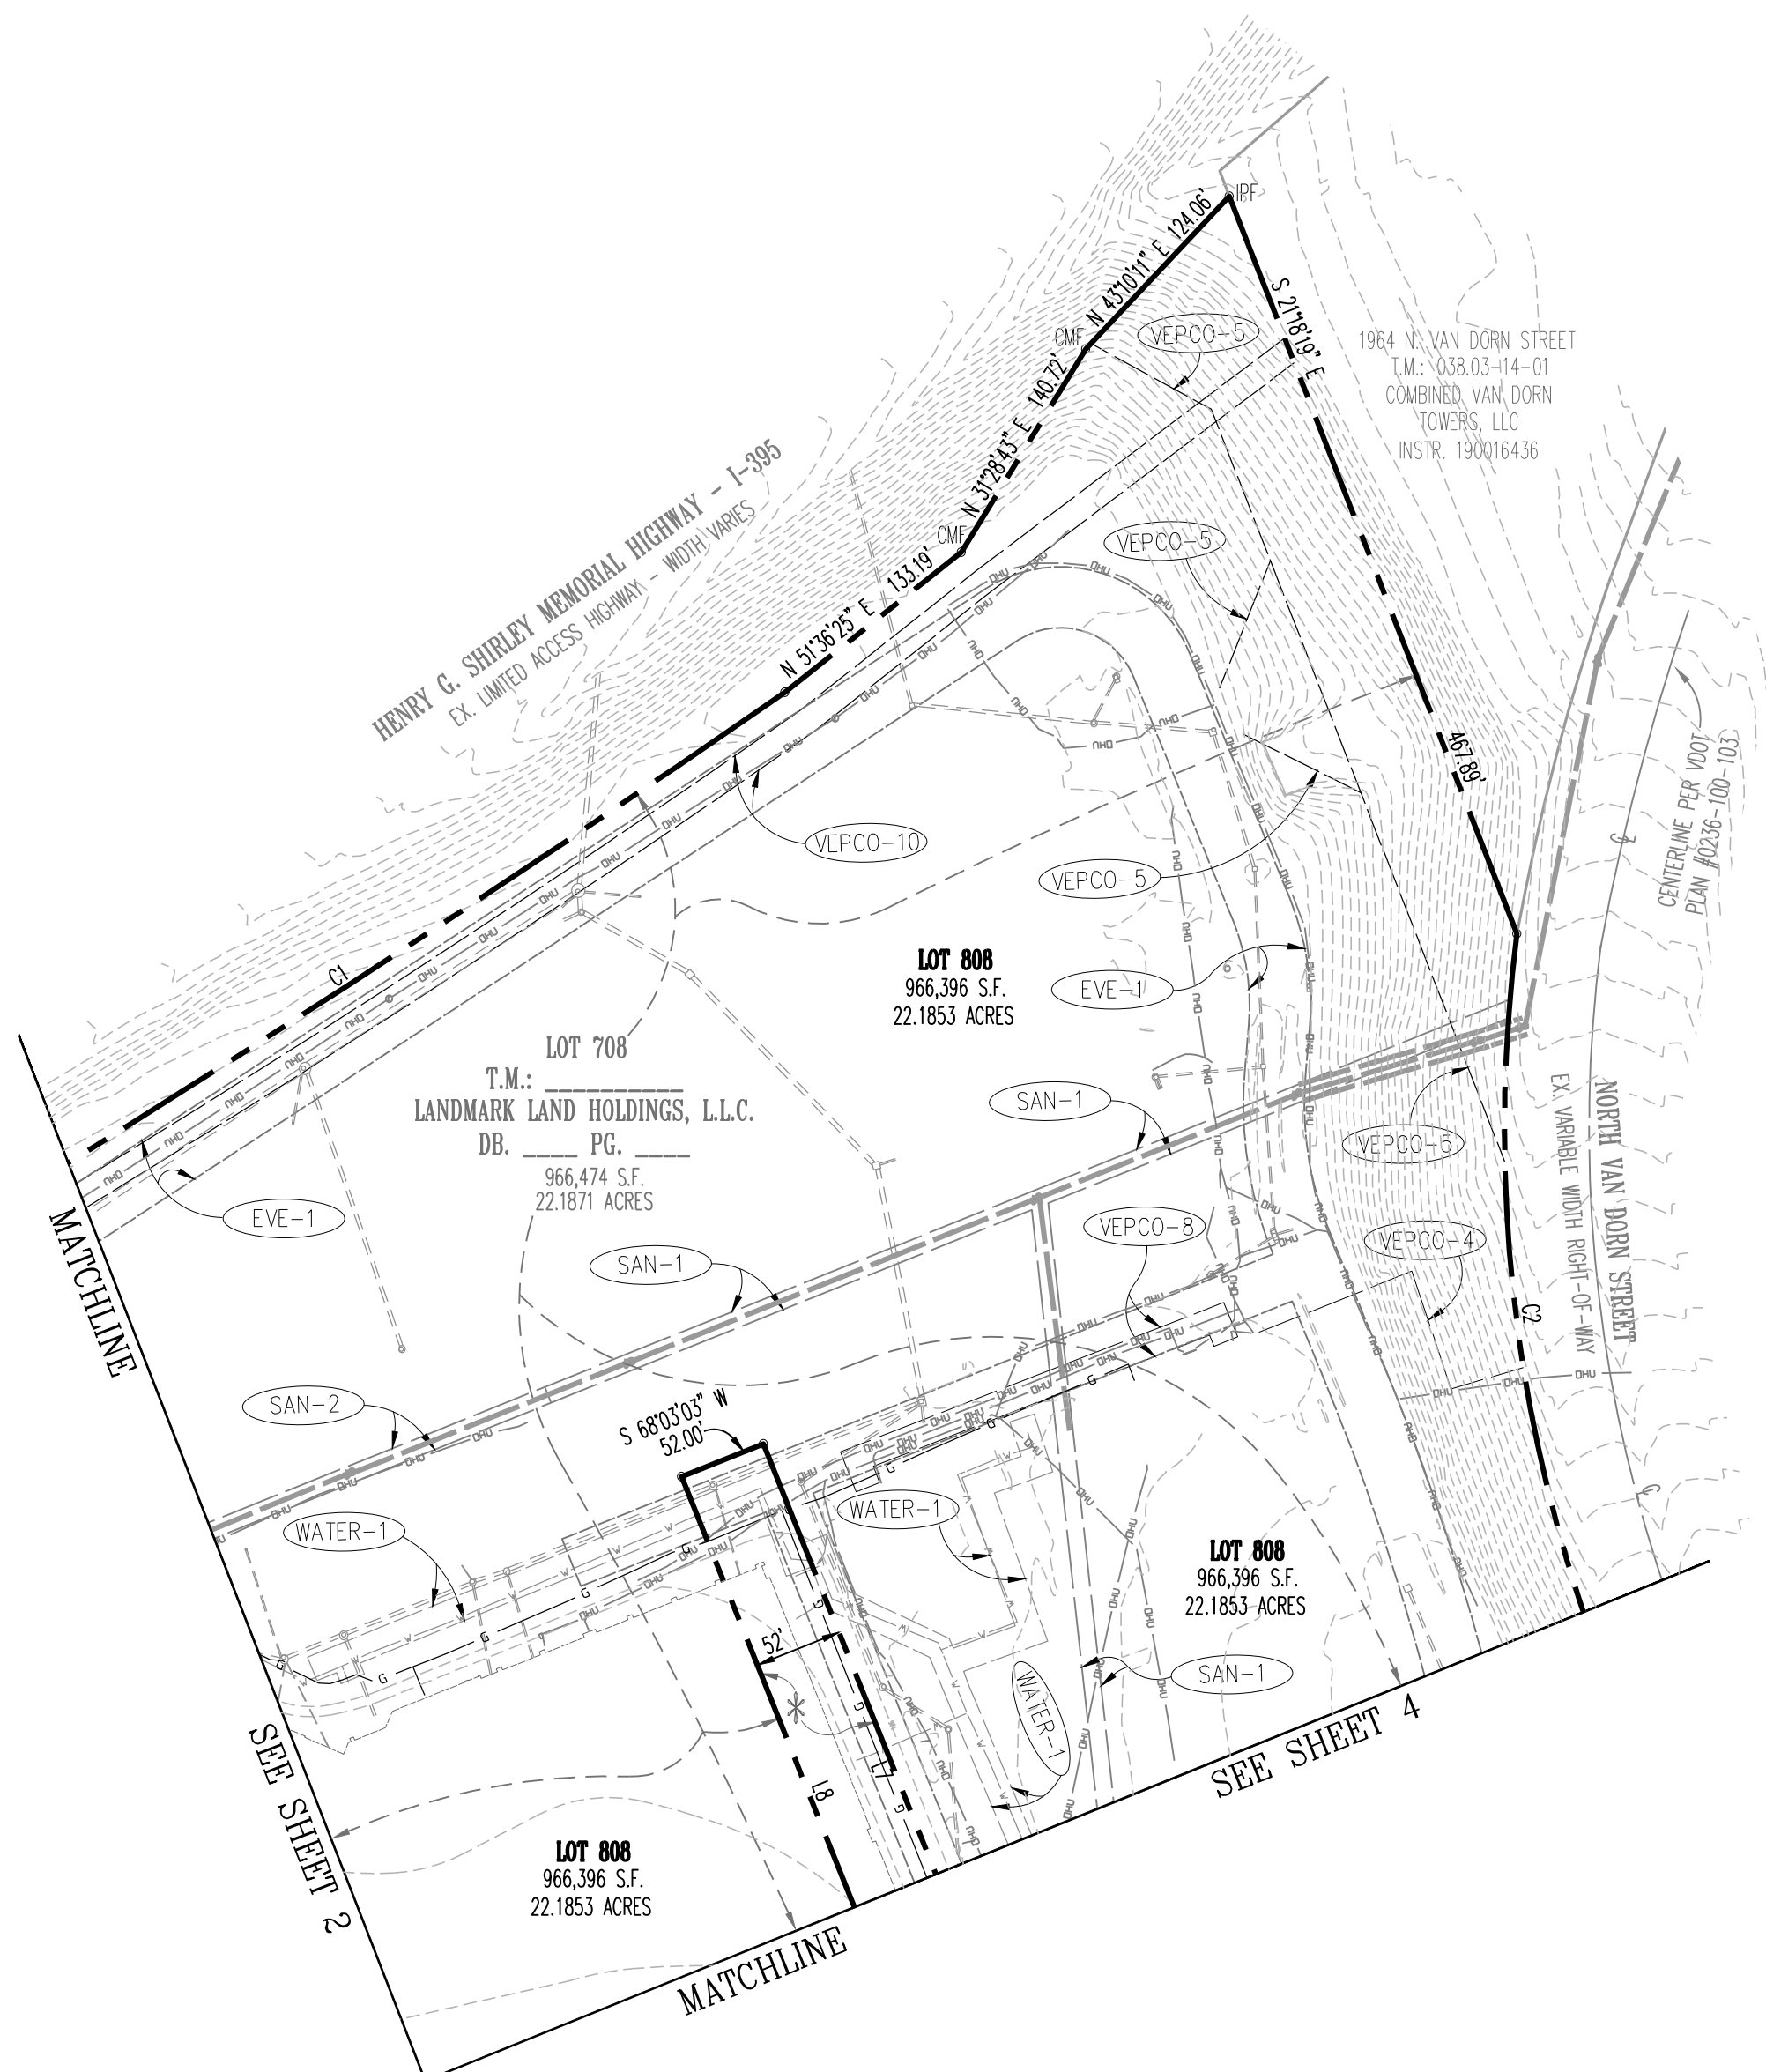 IPF
N 43°10'11" E 124.06'
CMF
VEPCO-5
S 21°18'19" E
467.89'
1964 N. VAN DORN STREET
T.M.: 038.03-14-01
COMBINED VAN DORN
TOWERS, LLC
INSTR. 190016436
N 31°28'43" E 140.72'
CMF
N 51°36'25" E 133.19'
HENRY G. SHIRLEY MEMORIAL HIGHWAY - I-395
EX. LIMITED ACCESS HIGHWAY - WIDTH VARIES
VEPCO-5
VEPCO-10
VEPCO-5
CENTERLINE PER VDOT
PLAN #0236-100-103
C1
LOT 808
966,396 S.F.
22.1853 ACRES
EVE-1
LOT 708
T.M.: __________
LANDMARK LAND HOLDINGS, L.L.C.
DB. ____ PG. ____
966,474 S.F.
22.1871 ACRES
SAN-1
VEPCO-5
NORTH VAN DORN STREET
EX. VARIABLE WIDTH RIGHT-OF-WAY
EVE-1
VEPCO-8
VEPCO-4
SAN-1
C2
MATCHLINE
SAN-2
S 68°03'03" W
52.00'
WATER-1
WATER-1
LOT 808
966,396 S.F.
22.1853 ACRES
52'
SAN-1
WATER-1
L7
L8
SEE SHEET 4
SEE SHEET 2
LOT 808
966,396 S.F.
22.1853 ACRES
MATCHLINE
OHU
G
W